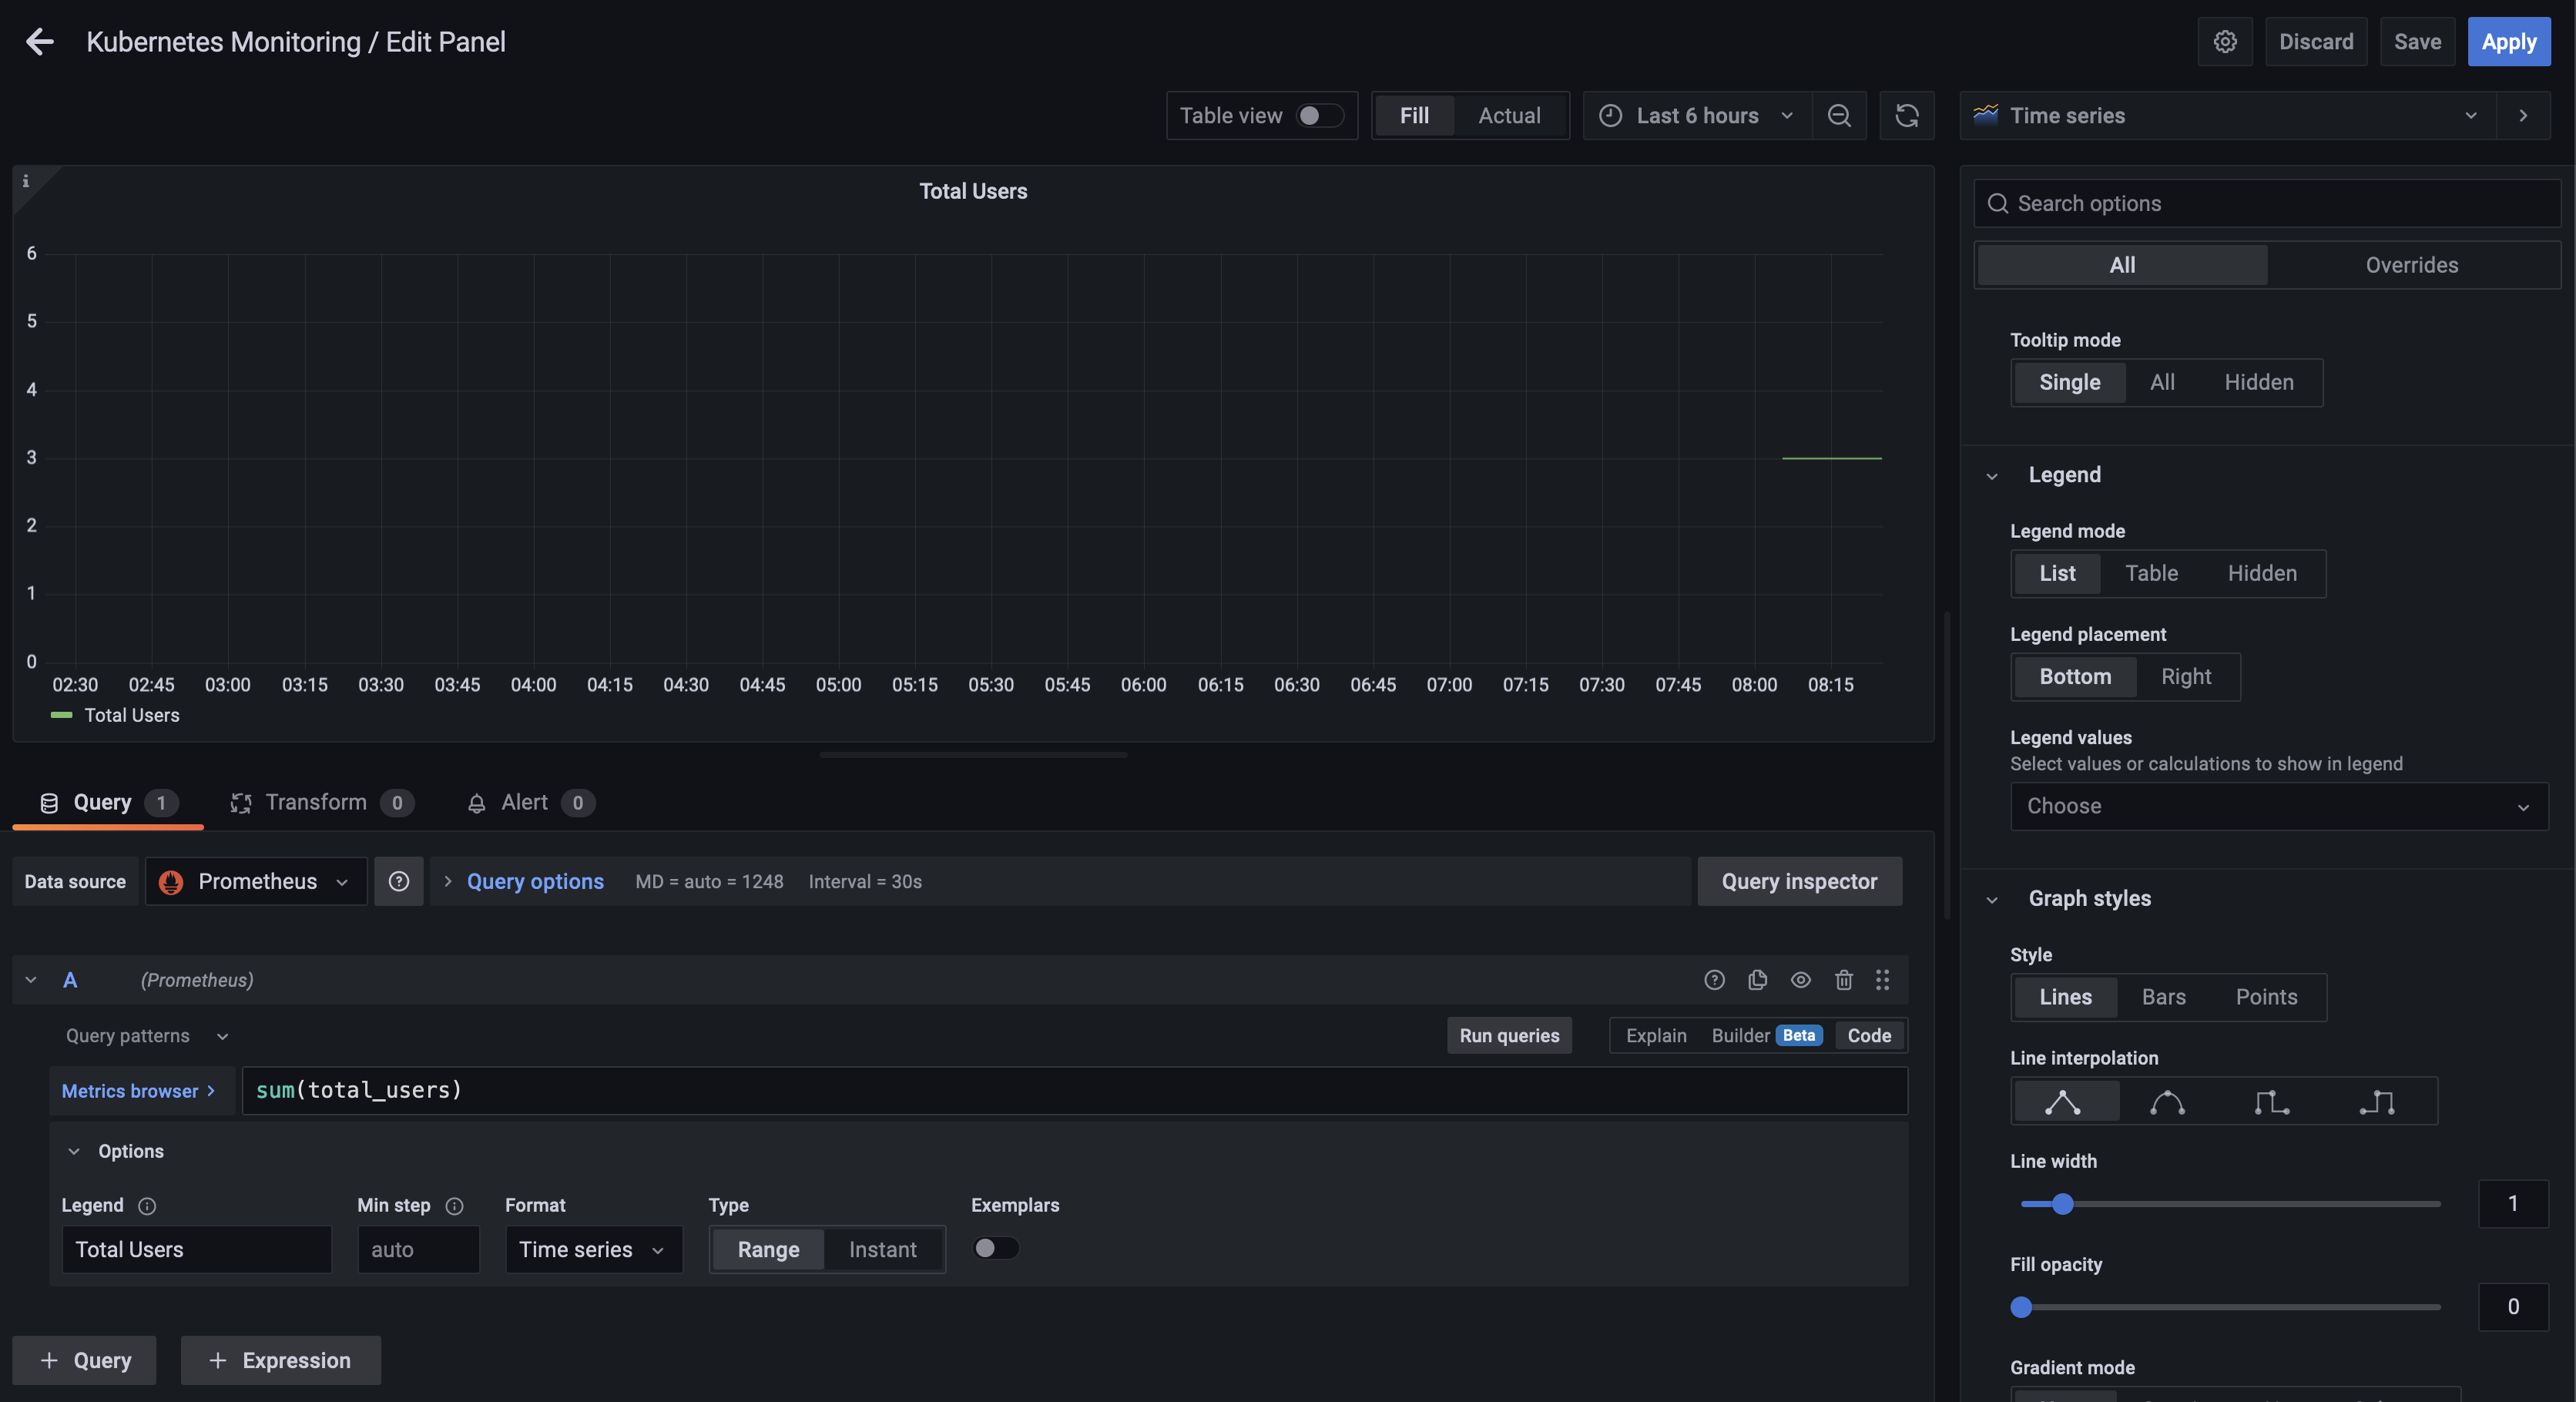 Kubernetes Monitoring / Edit Panel
Discard
Save
Apply
Table view
Fill
Actual
Last 6 hours
Time series
i
Total Users
6
5
4
3
2
1
0
02:30 02:45 03:00 03:15 03:30 03:45 04:00 04:15 04:30 04:45 05:00 05:15 05:30 05:45 06:00 06:15 06:30 06:45 07:00 07:15 07:30 07:45 08:00 08:15
Total Users
Query 1
Transform 0
Alert 0
Data source
Prometheus
Query options
MD = auto = 1248
Interval = 30s
Query inspector
A
(Prometheus)
Query patterns
Run queries
Explain
Builder Beta
Code
Metrics browser >
sum(total_users)
Options
Legend
Min step
Format
Type
Exemplars
Total Users
auto
Time series
Range
Instant
+ Query
+ Expression
Search options
All
Overrides
Tooltip mode
Single
All
Hidden
Legend
Legend mode
List
Table
Hidden
Legend placement
Bottom
Right
Legend values
Select values or calculations to show in legend
Choose
Graph styles
Style
Lines
Bars
Points
Line interpolation
Line width
1
Fill opacity
0
Gradient mode